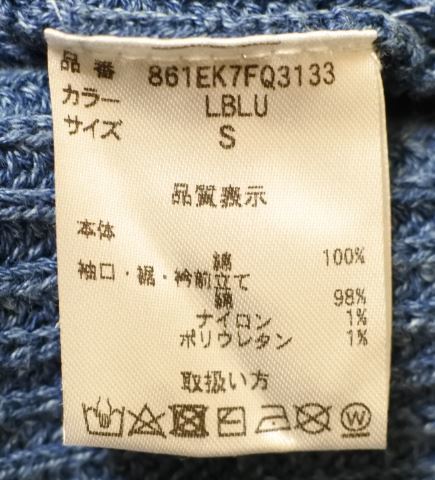 品番 861EK7FQ3133
カラー LBLU
サイズ S
品質表示
本体
綿 100%
袖口・裾・衿前立て
綿 98%
ナイロン 1%
ポリウレタン 1%
取扱い方
W